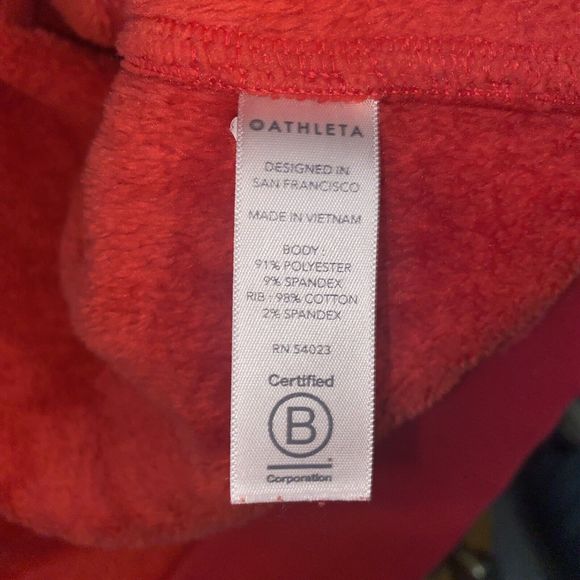 OATHLETA
DESIGNED IN
SAN FRANCISCO
MADE IN VIETNAM
BODY :
91% POLYESTER
9% SPANDEX
RIB : 98% COTTON
2% SPANDEX
RN 54023
Certified
B
Corporation